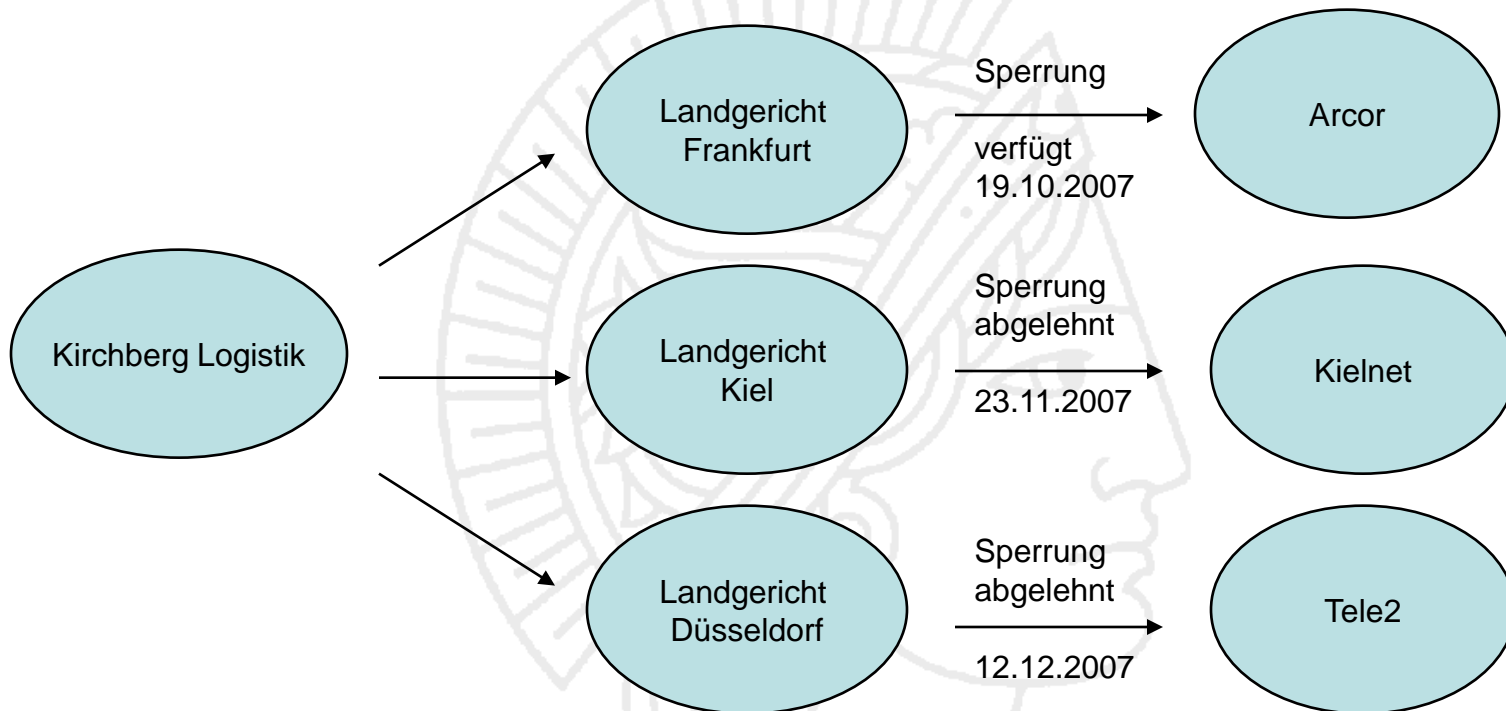 Kirchberg Logistik
Landgericht
Frankfurt
Sperrung
verfügt
19.10.2007
Arcor
Landgericht
Kiel
Sperrung
abgelehnt
23.11.2007
Kielnet
Landgericht
Düsseldorf
Sperrung
abgelehnt
12.12.2007
Tele2